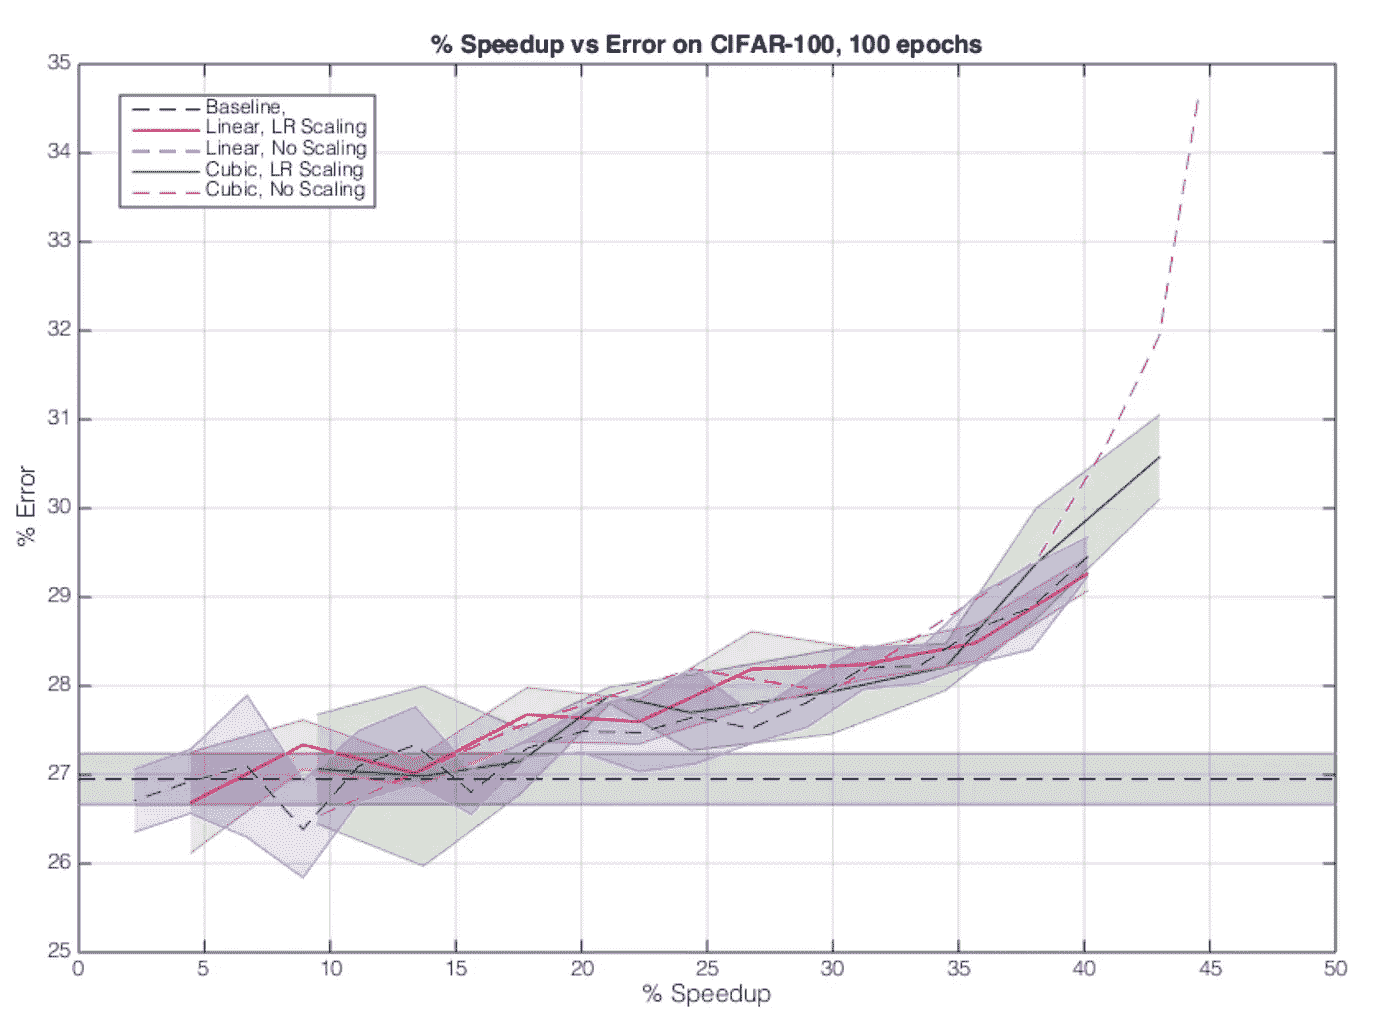 % Speedup vs Error on CIFAR-100, 100 epochs
35
34
33
32
31
30
29
28
27
26
25
% Error
Baseline,
Linear, LR Scaling
Linear, No Scaling
Cubic, LR Scaling
Cubic, No Scaling
0 5 10 15 20 25 30 35 40 45 50
% Speedup